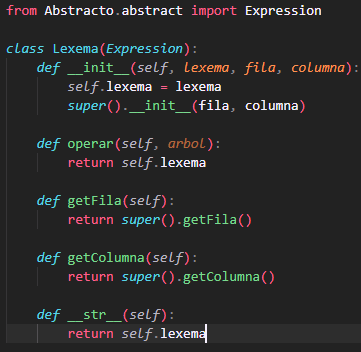 from Abstracto.abstract import Expression
class Lexema(Expression):
    def __init__(self, lexema, fila, columna):
        self.lexema = lexema
        super().__init__(fila, columna)
    def operar(self, arbol):
        return self.lexema
    def getFila(self):
        return super().getFila()
    def getColumna(self):
        return super().getColumna()
    def __str__(self):
        return self.lexema